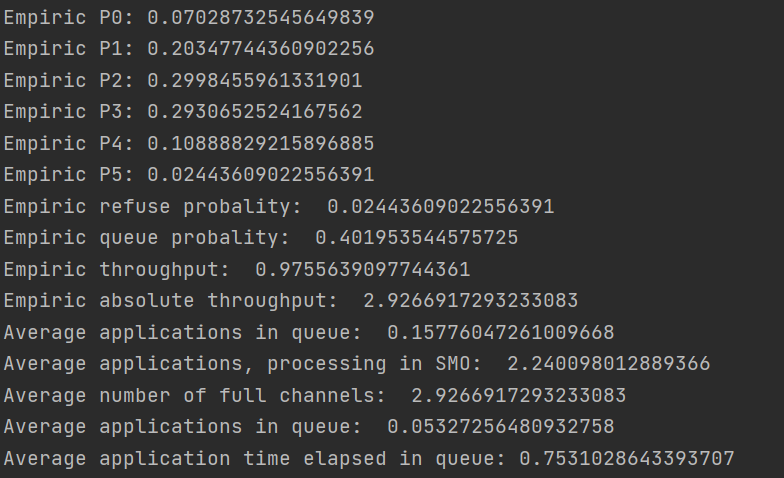 Empiric P0: 0.07028732545649839
Empiric P1: 0.20347744360902256
Empiric P2: 0.2998455961331901
Empiric P3: 0.2930652524167562
Empiric P4: 0.10888829215896885
Empiric P5: 0.02443609022556391
Empiric refuse probality:  0.02443609022556391
Empiric queue probality:  0.401953544575725
Empiric throughput:  0.9755639097744361
Empiric absolute throughput:  2.9266917293233083
Average applications in queue:  0.15776047261009668
Average applications, processing in SMO:  2.240098012889366
Average number of full channels:  2.9266917293233083
Average applications in queue:  0.05327256480932758
Average application time elapsed in queue: 0.7531028643393707